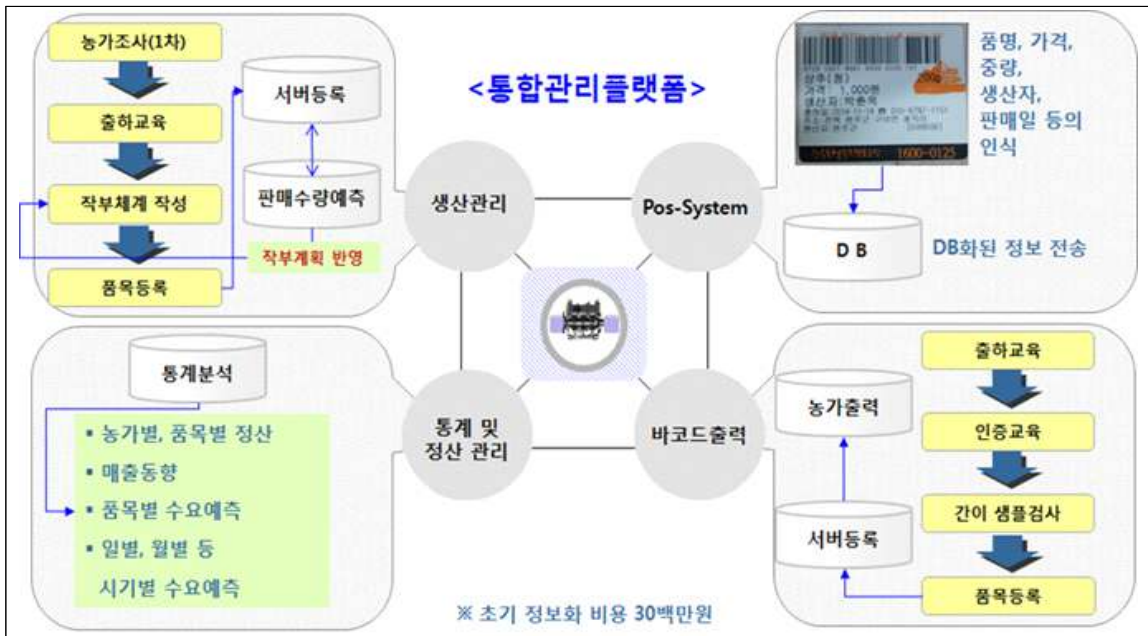 <통합관리플랫폼>
농가조사(1차)
출하교육
작부체계 작성
품목등록
서버등록
판매수량예측
작부계획 반영
생산관리
Pos-System
통계 및
정산 관리
바코드출력
상추(청)
가격 : 1,000원
1600-0125
품명, 가격,
중량,
생산자,
판매일 등의
인식
D B
DB화된 정보 전송
통계분석
▪ 농가별, 품목별 정산
▪ 매출동향
▪ 품목별 수요예측
▪ 일별, 월별 등
시기별 수요예측
출하교육
인증교육
간이 샘플검사
품목등록
농가출력
서버등록
※ 초기 정보화 비용 30백만원